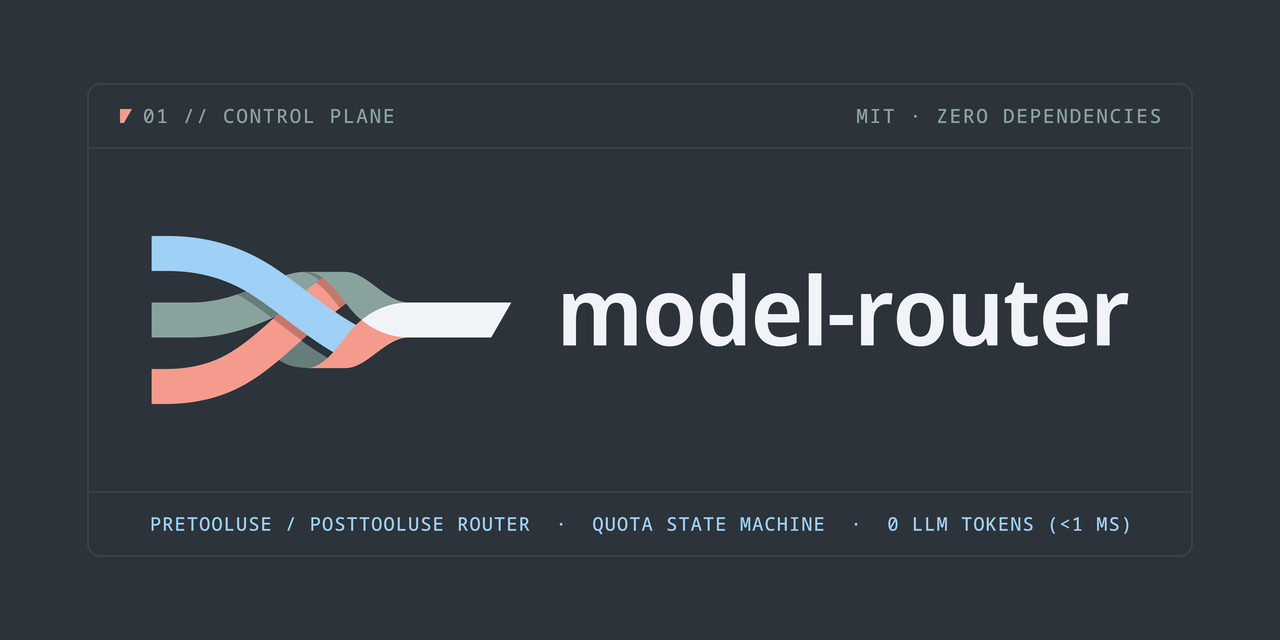 01 // CONTROL PLANE
MIT · ZERO DEPENDENCIES
model-router
PRETOOLUSE / POSTTOOLUSE ROUTER · QUOTA STATE MACHINE · 0 LLM TOKENS (<1 MS)